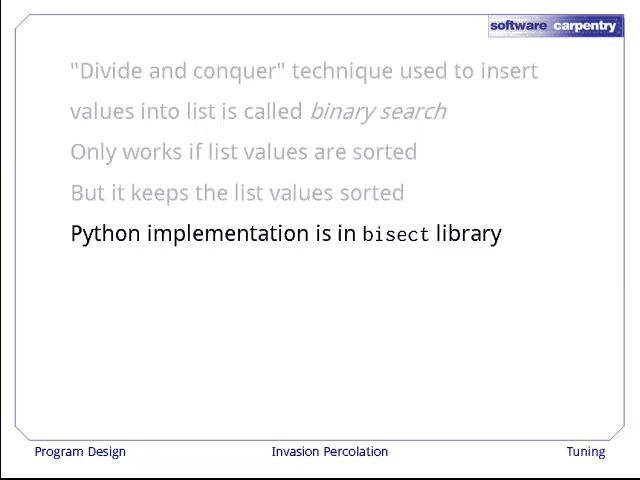 software carpentry
"Divide and conquer" technique used to insert
values into list is called binary search
Only works if list values are sorted
But it keeps the list values sorted
Python implementation is in bisect library
Program Design
Invasion Percolation
Tuning